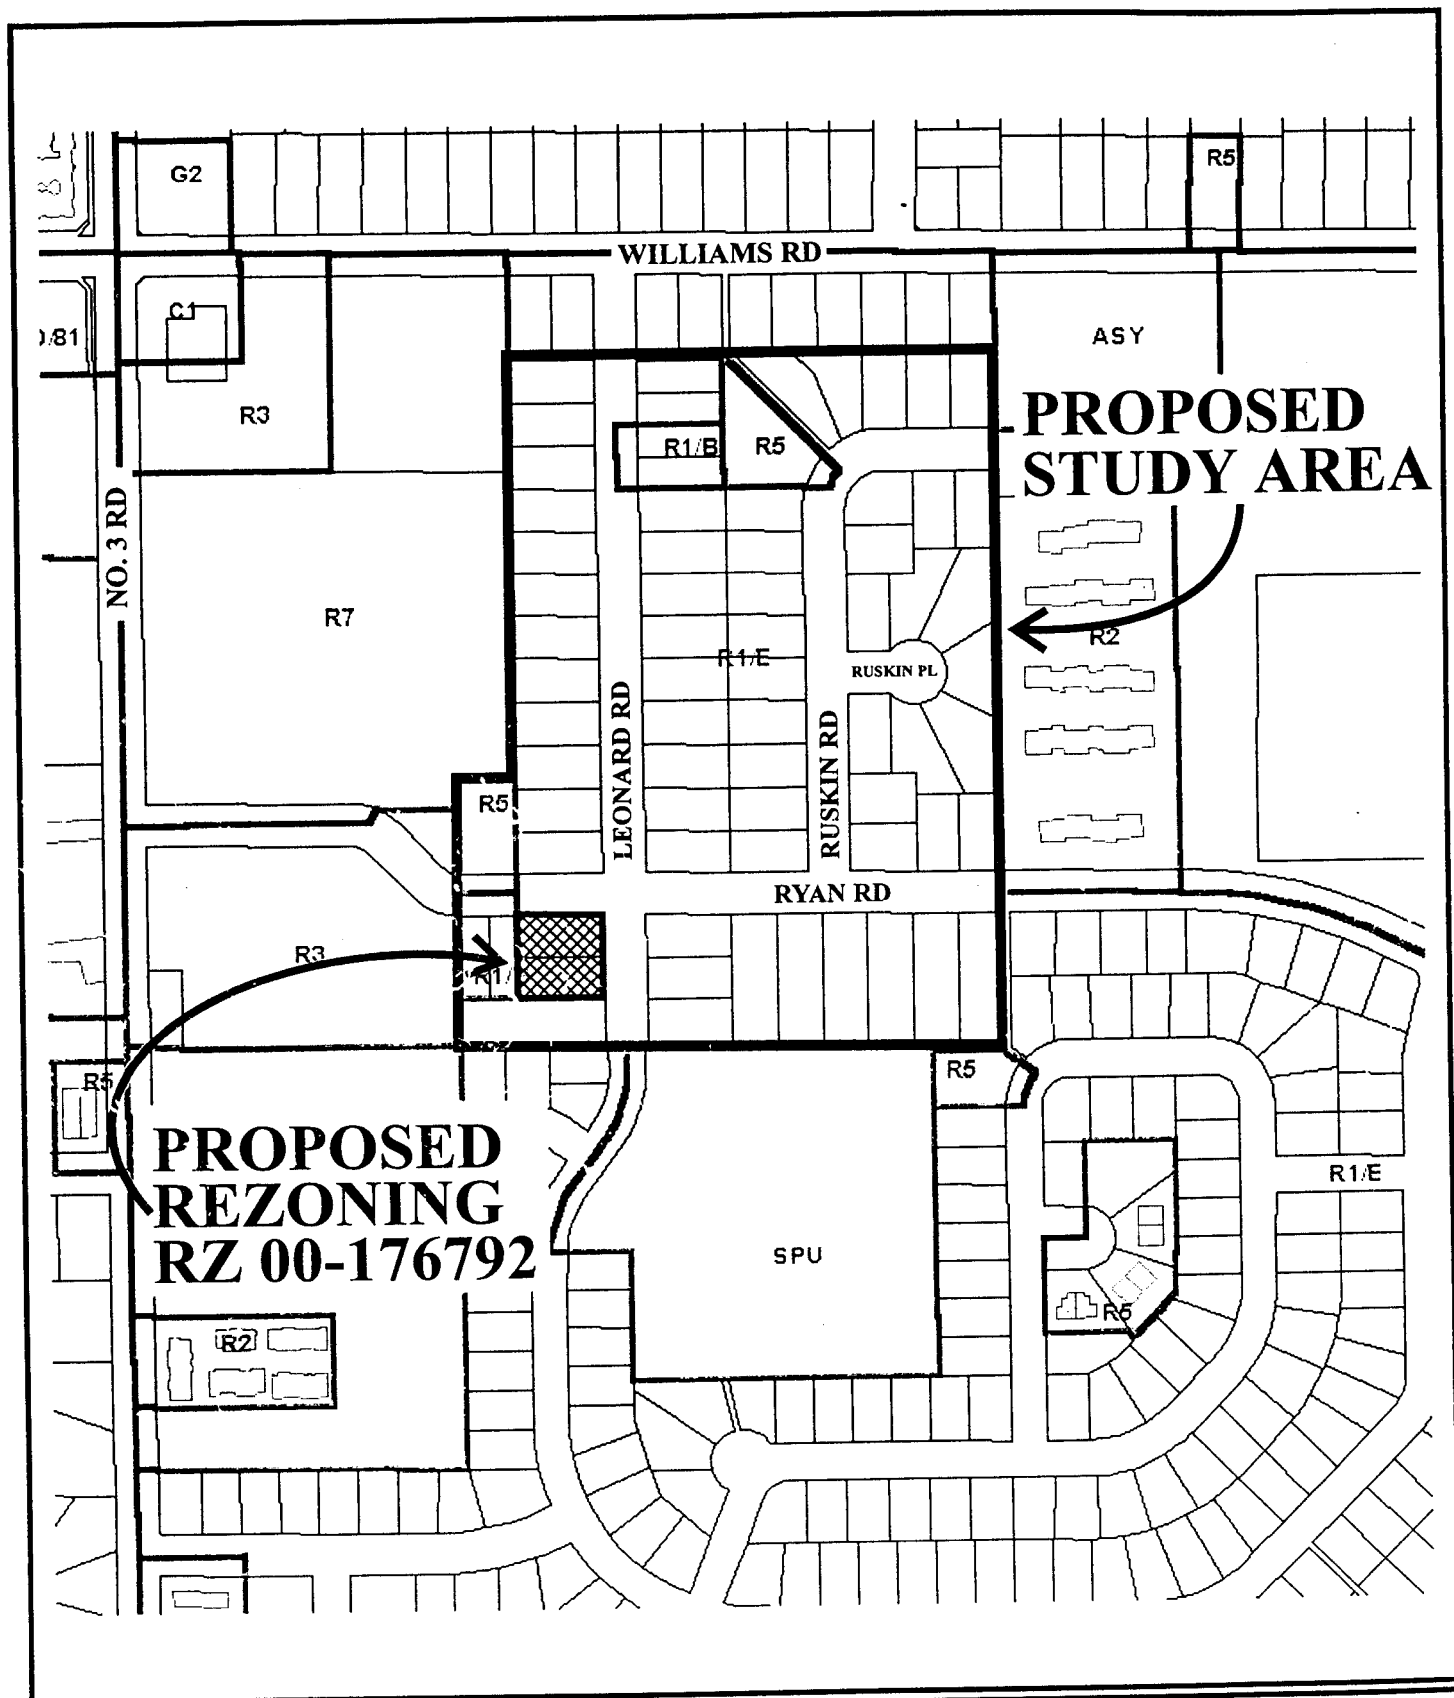 G2
R5
WILLIAMS RD
C1
ASY
/81
R3
PROPOSED
STUDY AREA
R1/B
R5
NO. 3 RD
R7
R2
R1/E
RUSKIN PL
LEONARD RD
RUSKIN RD
R5
RYAN RD
R3
R1/
R5
R5
PROPOSED
REZONING
RZ 00-176792
R1/E
SPU
R5
R2